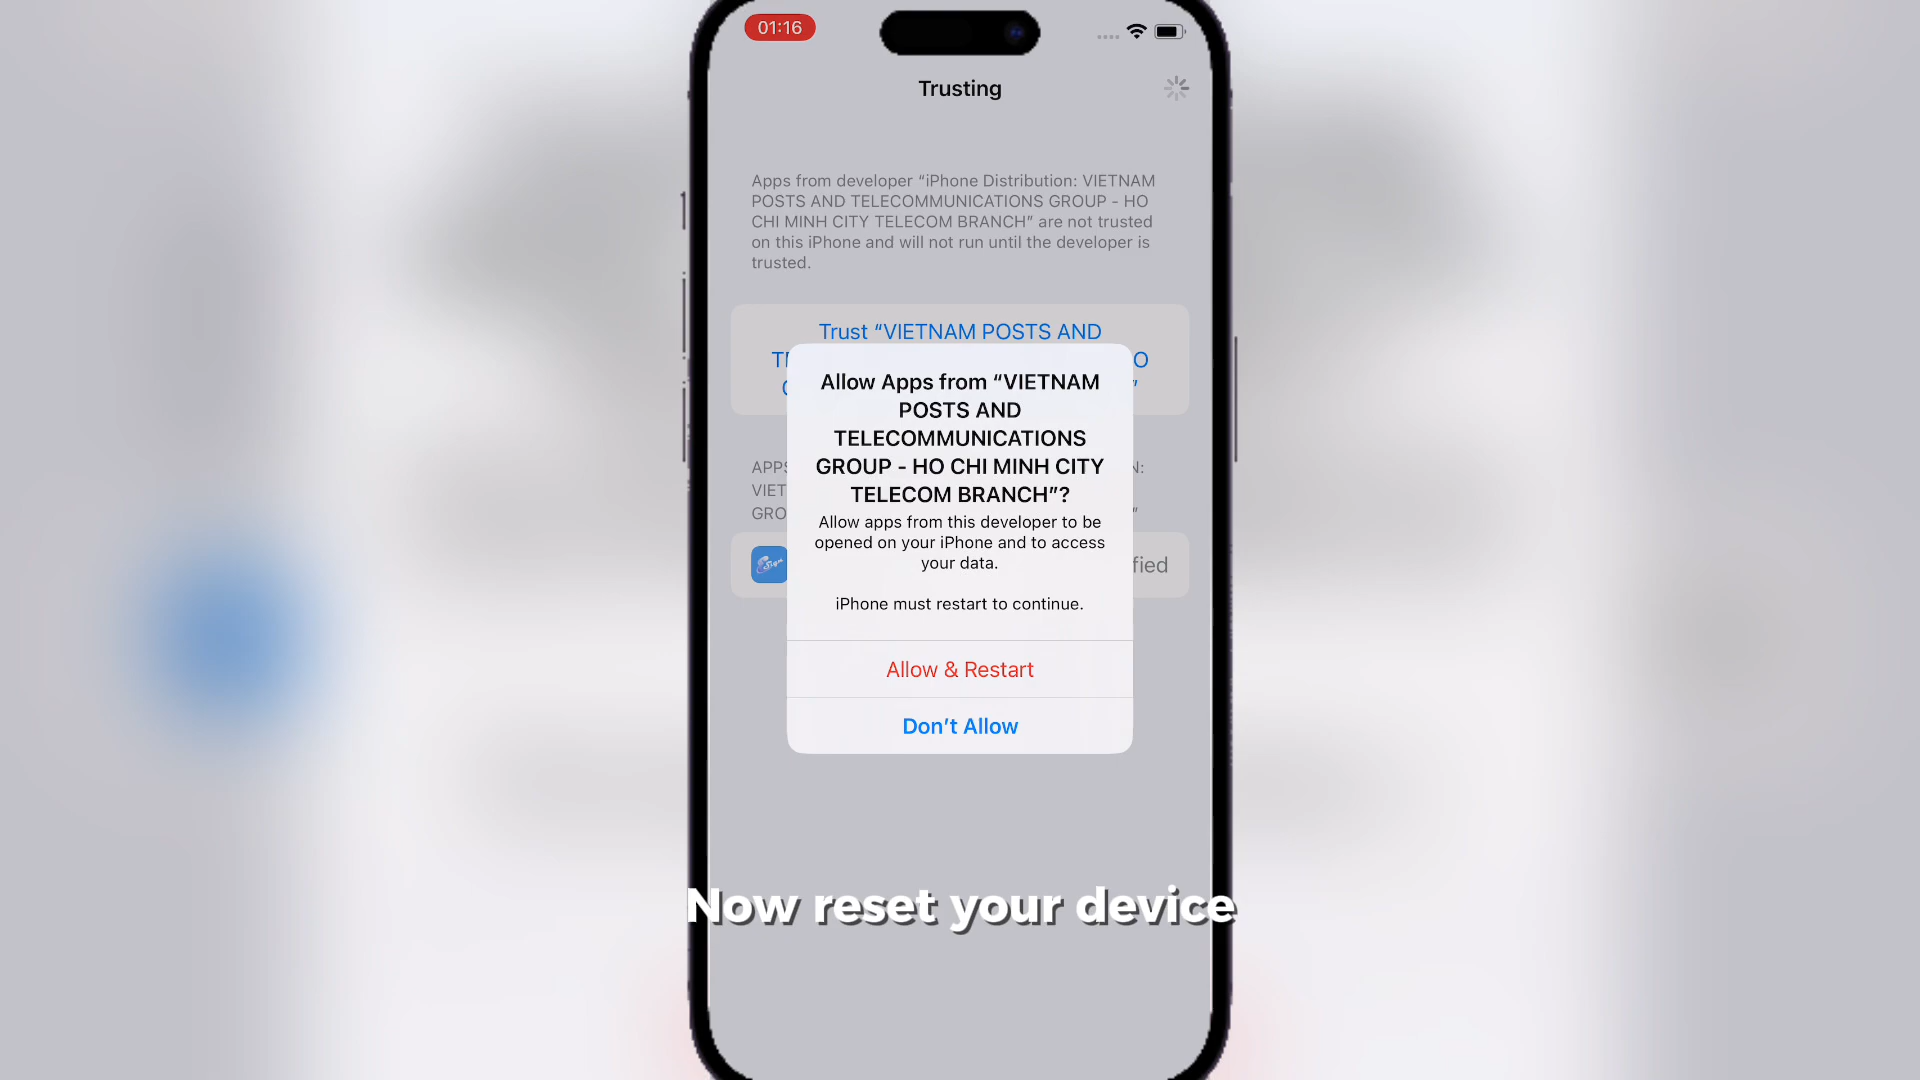 01:16
Trusting
Apps from developer “iPhone Distribution: VIETNAM
POSTS AND TELECOMMUNICATIONS GROUP - HO
CHI MINH CITY TELECOM BRANCH” are not trusted
on this iPhone and will not run until the developer is
trusted.
Trust “VIETNAM POSTS AND
Allow Apps from “VIETNAM
POSTS AND
TELECOMMUNICATIONS
GROUP - HO CHI MINH CITY
TELECOM BRANCH”?
Allow apps from this developer to be
opened on your iPhone and to access
your data.
iPhone must restart to continue.
Allow & Restart
Don’t Allow
Now reset your device